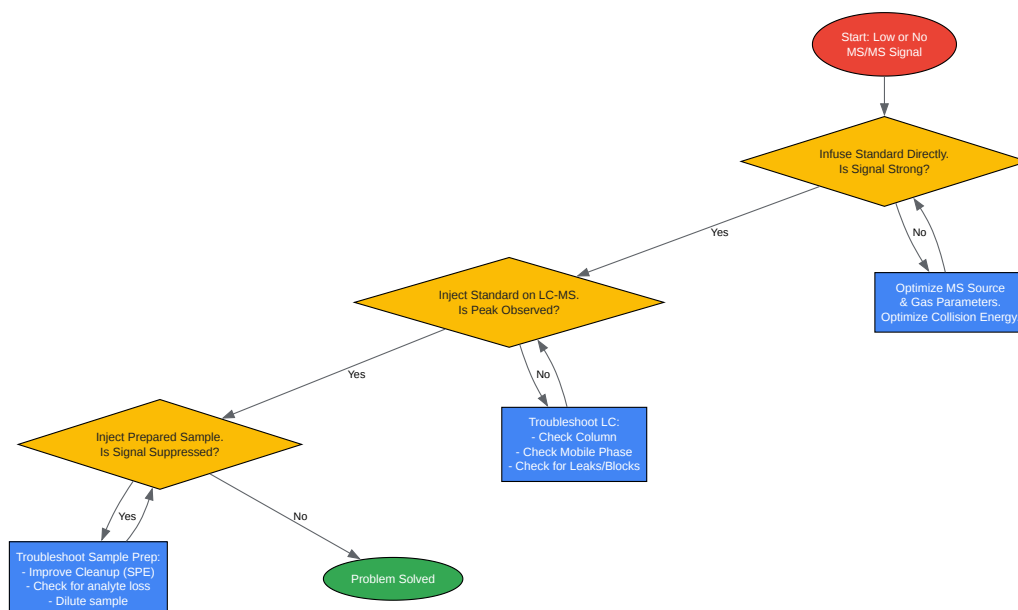 Start: Low or No
MS/MS Signal
Infuse Standard Directly.
Is Signal Strong?
Yes
No
Optimize MS Source
& Gas Parameters.
Optimize Collision Energy
Inject Standard on LC-MS.
Is Peak Observed?
Yes
No
Troubleshoot LC:
- Check Column
- Check Mobile Phase
- Check for Leaks/Blocks
Inject Prepared Sample.
Is Signal Suppressed?
Yes
No
Troubleshoot Sample Prep:
- Improve Cleanup (SPE)
- Check for analyte loss
- Dilute sample
Problem Solved